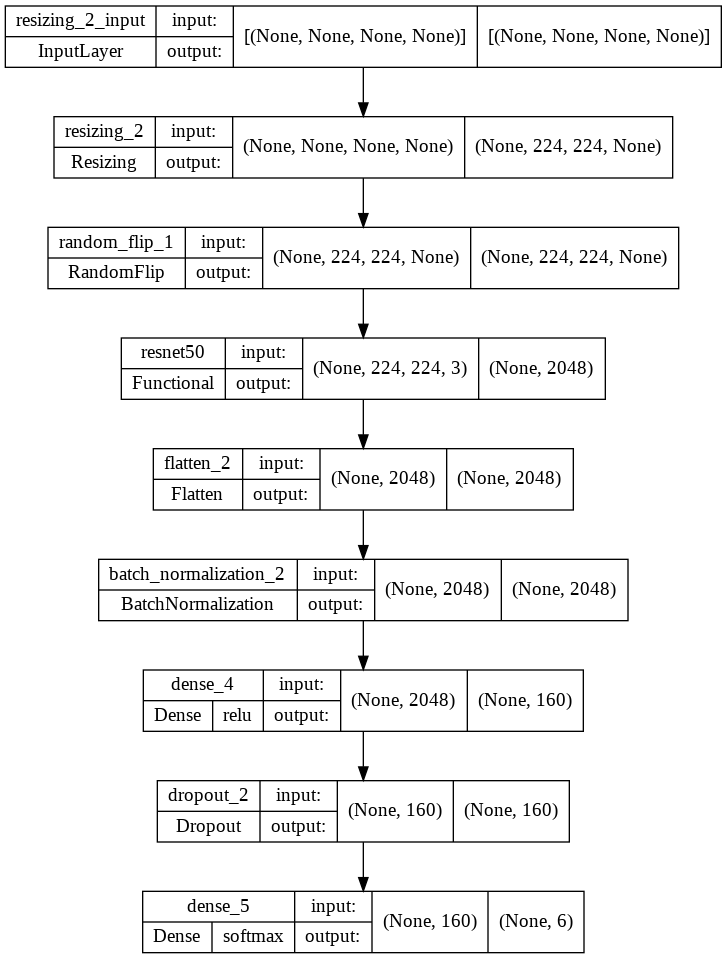 resizing_2_input input: [(None, None, None, None)] [(None, None, None, None)]
InputLayer output:
resizing_2 input: (None, None, None, None) (None, 224, 224, None)
Resizing output:
random_flip_1 input: (None, 224, 224, None) (None, 224, 224, None)
RandomFlip output:
resnet50 input: (None, 224, 224, 3) (None, 2048)
Functional output:
flatten_2 input: (None, 2048) (None, 2048)
Flatten output:
batch_normalization_2 input: (None, 2048) (None, 2048)
BatchNormalization output:
dense_4 input: (None, 2048) (None, 160)
Dense relu output:
dropout_2 input: (None, 160) (None, 160)
Dropout output:
dense_5 input: (None, 160) (None, 6)
Dense softmax output: